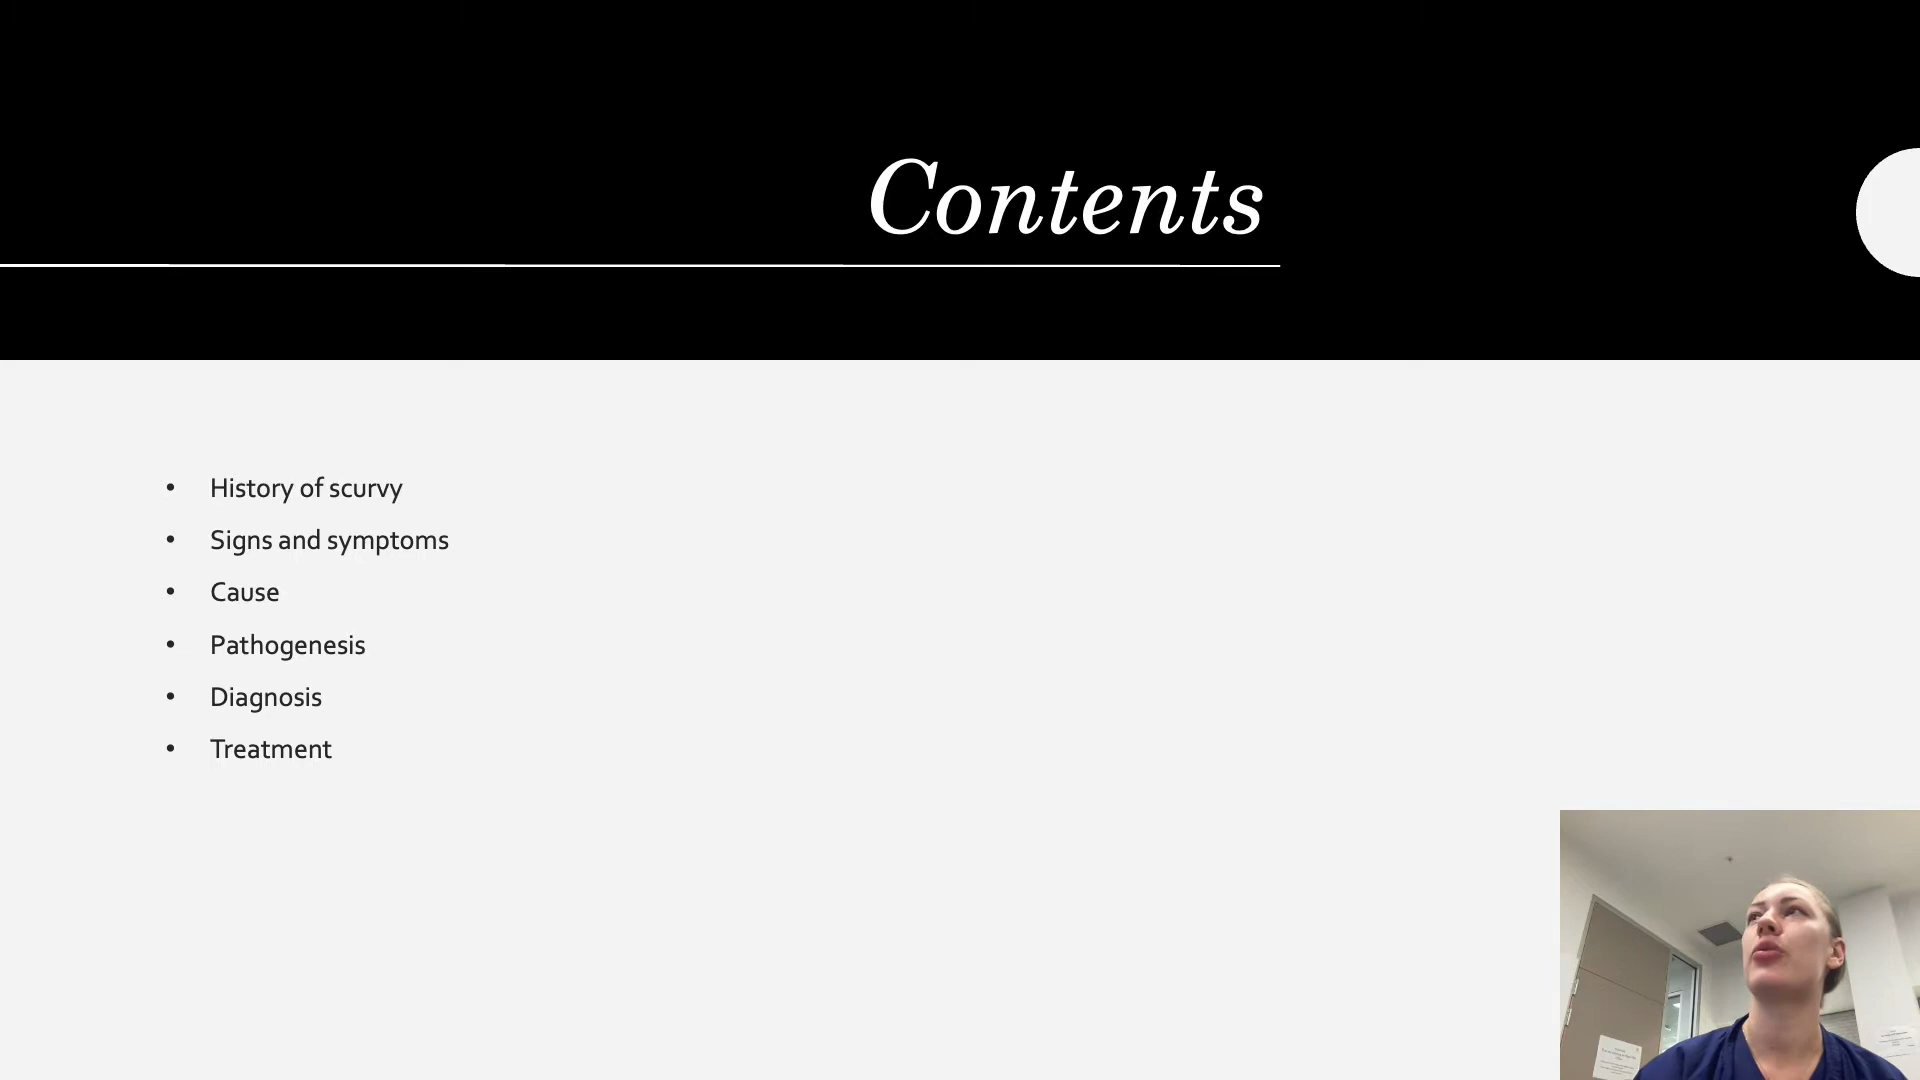 Contents
• History of scurvy
• Signs and symptoms
• Cause
• Pathogenesis
• Diagnosis
• Treatment